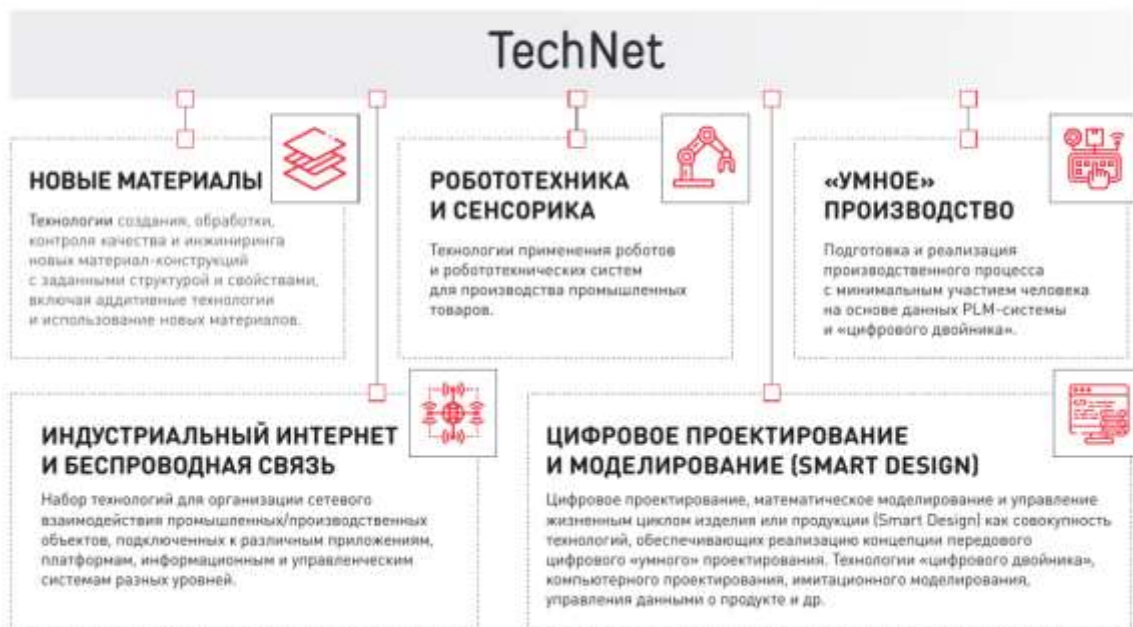 TechNet
НОВЫЕ МАТЕРИАЛЫ
Технологии создания, обработки,
контроля качества и инжиниринга
новых материал-конструкций
с заданными структурой и свойствами,
включая аддитивные технологии
и использование новых материалов.
РОБОТОТЕХНИКА
И СЕНСОРИКА
Технологии применения роботов
и робототехнических систем
для производства промышленных
товаров.
«УМНОЕ»
ПРОИЗВОДСТВО
Подготовка и реализация
производственного процесса
с минимальным участием человека
на основе данных PLM-системы
и «цифрового двойника».
ИНДУСТРИАЛЬНЫЙ ИНТЕРНЕТ
И БЕСПРОВОДНАЯ СВЯЗЬ
Набор технологий для организации сетевого
взаимодействия промышленных/производственных
объектов, подключенных к различным приложениям,
платформам, информационным и управленческим
системам разных уровней.
ЦИФРОВОЕ ПРОЕКТИРОВАНИЕ
И МОДЕЛИРОВАНИЕ (SMART DESIGN)
Цифровое проектирование, математическое моделирование и управление
жизненным циклом изделия или продукции (Smart Design) как совокупность
технологий, обеспечивающих реализацию концепции передового
цифрового «умного» проектирования. Технологии «цифрового двойника»,
компьютерного проектирования, имитационного моделирования,
управления данными о продукте и др.